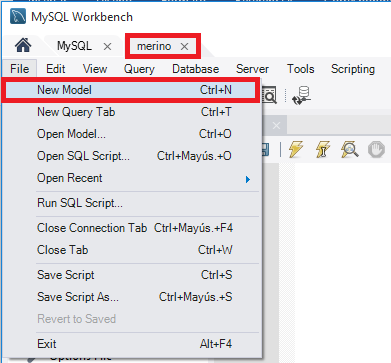 MySQL Workbench
MySQL
merino
File Edit View Query Database Server Tools Scripting
New Model Ctrl+N
New Query Tab Ctrl+T
Open Model... Ctrl+O
Open SQL Script... Ctrl+Mayús.+O
Open Recent
Run SQL Script...
Close Connection Tab Ctrl+Mayús.+F4
Close Tab Ctrl+W
Save Script Ctrl+S
Save Script As... Ctrl+Mayús.+S
Revert to Saved
Exit Alt+F4
Options File